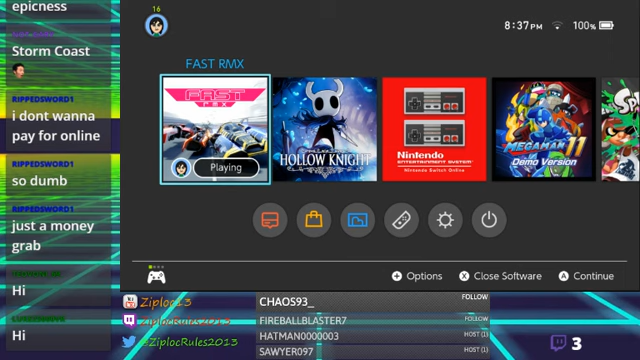 epicness
Storm Coast
RIPPEDSWORD1
i dont wanna
pay for online
RIPPEDSWORD1
so dumb
RIPPEDSWORD1
just a money
grab
Hi
Hi
16
8:37PM
100%
FAST RMX
FAST
RMX
Playing
HOLLOW KNIGHT
Nintendo
ENTERTAINMENT SYSTEM
Nintendo Switch Online
MEGAMAN 11
Demo Version
Options
Close Software
Continue
Ziploc13
ZiplocRules2013
@ZiplocRules2013
CHAOS93_
FOLLOW
FIREBALLBLASTER7
FOLLOW
HATMAN0000003
HOST (1)
SAWYER097
HOST (1)
3